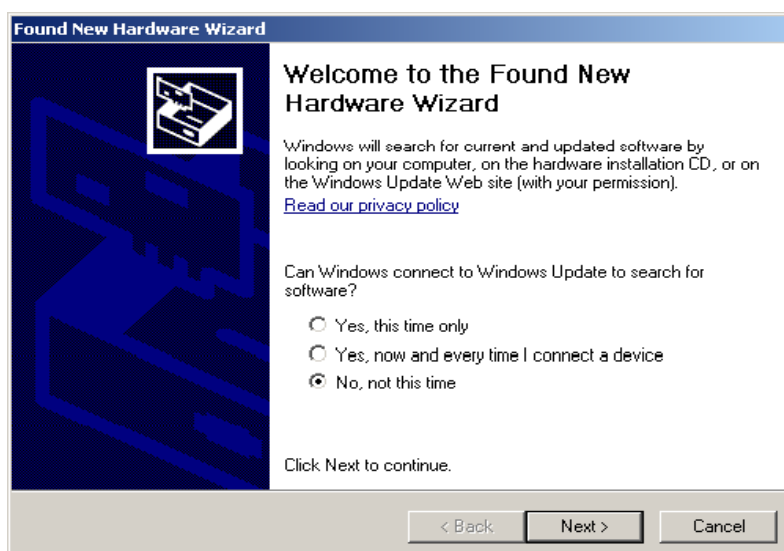 Found New Hardware Wizard
Welcome to the Found New
Hardware Wizard
Windows will search for current and updated software by
looking on your computer, on the hardware installation CD, or on
the Windows Update Web site (with your permission).
Read our privacy policy
Can Windows connect to Windows Update to search for
software?
Yes, this time only
Yes, now and every time I connect a device
No, not this time
Click Next to continue.
< Back
Next >
Cancel